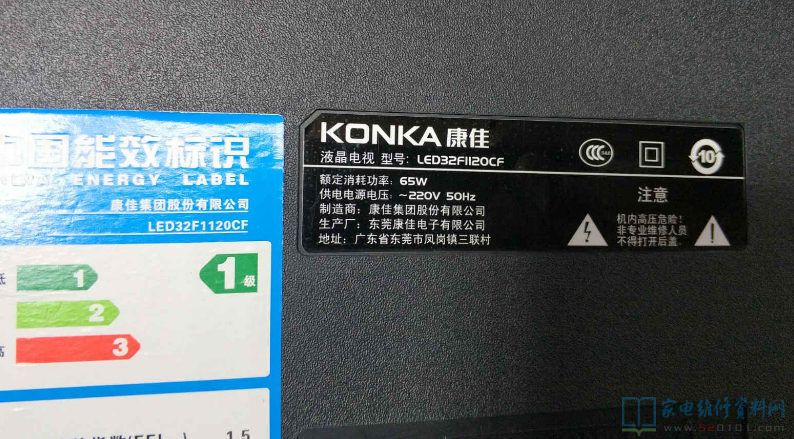 国能效标识
ENERGY LABEL
康佳集团股份有限公司
LED32F1120CF
1
2
3
1级
1.5
KONKA 康佳
液晶电视 型号: LED32F1120CF
额定消耗功率: 65W
供电电源电压: ~220V 50Hz
制造商: 康佳集团股份有限公司
生产厂: 东莞康佳电子有限公司
地址: 广东省东莞市凤岗镇三联村
10
注意
机内高压危险!
非专业维修人员
不得打开后盖
家电维修资料网
www.520101.com